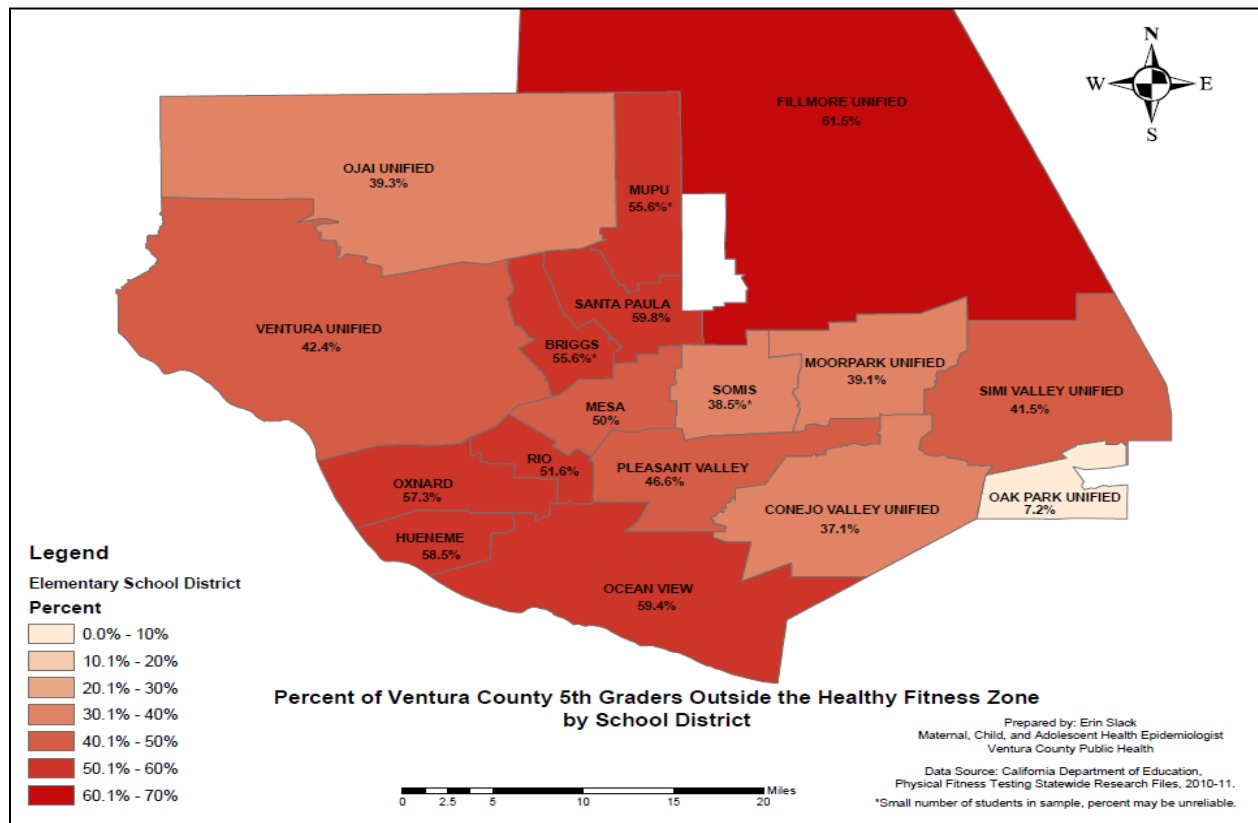 N
W
E
S
FILLMORE UNIFIED
61.5%
OJAI UNIFIED
39.3%
MUPU
55.6%*
SANTA PAULA
59.8%
VENTURA UNIFIED
42.4%
BRIGGS
55.6%*
MOORPARK UNIFIED
39.1%
SOMIS
38.5%*
SIMI VALLEY UNIFIED
41.5%
MESA
50%
RIO
51.6%
PLEASANT VALLEY
46.6%
OXNARD
57.3%
OAK PARK UNIFIED
7.2%
CONEJO VALLEY UNIFIED
37.1%
HUENEME
58.5%
OCEAN VIEW
59.4%
Legend
Elementary School District
Percent
0.0% - 10%
10.1% - 20%
20.1% - 30%
30.1% - 40%
40.1% - 50%
50.1% - 60%
60.1% - 70%
Percent of Ventura County 5th Graders Outside the Healthy Fitness Zone
by School District
Prepared by: Erin Slack
Maternal, Child, and Adolescent Health Epidemiologist
Ventura County Public Health
Data Source: California Department of Education,
Physical Fitness Testing Statewide Research Files, 2010-11.
*Small number of students in sample, percent may be unreliable.
Miles
0 2.5 5 10 15 20